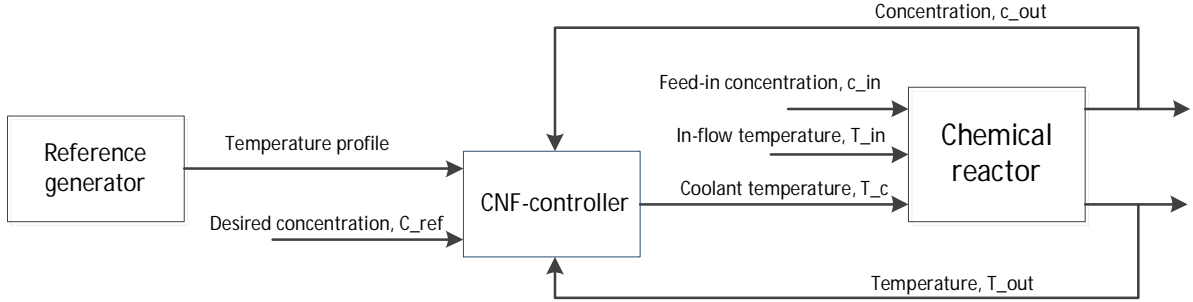 Concentration, c_out
Feed-in concentration, c_in
Chemical
reactor
In-flow temperature, T_in
Reference
generator
Temperature profile
CNF-controller
Coolant temperature, T_c
Desired concentration, C_ref
Temperature, T_out